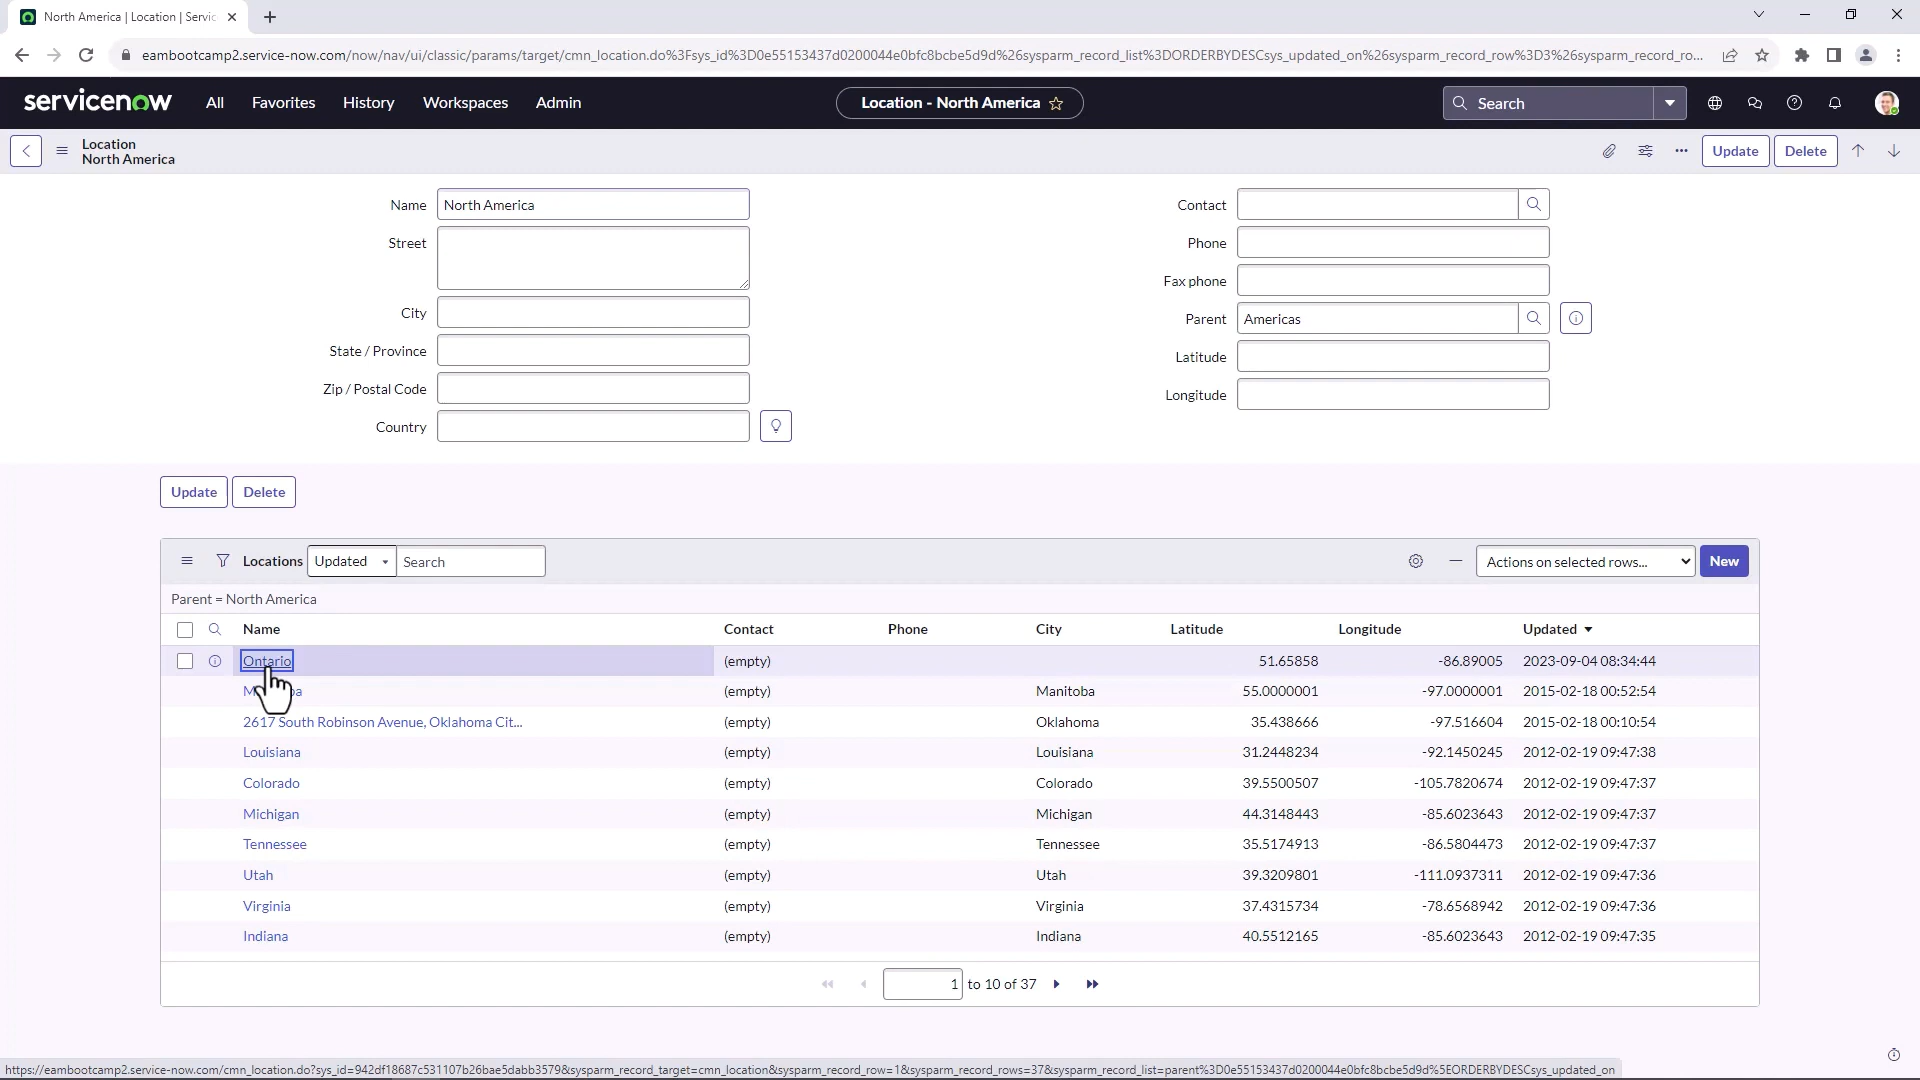 North America | Location | Servic
eambootcamp2.service-now.com/now/nav/ui/classic/params/target/cmn_location.do%3Fsys_id%3D0e55153437d0200044e0bfc8bcbe5d9d%26sysparm_record_list%3DORDERBYDESCsys_updated_on%26sysparm_record_row%3D3%26sysparm_record_ro...
servicenow All Favorites History Workspaces Admin Location - North America Search
Location
North America
Update Delete
Name North America
Street
City
State / Province
Zip / Postal Code
Country
Contact
Phone
Fax phone
Parent Americas
Latitude
Longitude
Update Delete
Locations Updated Search Actions on selected rows... New
Parent = North America
Name Contact Phone City Latitude Longitude Updated
Ontario (empty) 51.65858 -86.89005 2023-09-04 08:34:44
(empty) Manitoba 55.0000001 -97.0000001 2015-02-18 00:52:54
2617 South Robinson Avenue, Oklahoma Cit... (empty) Oklahoma 35.438666 -97.516604 2015-02-18 00:10:54
Louisiana (empty) Louisiana 31.2448234 -92.1450245 2012-02-19 09:47:38
Colorado (empty) Colorado 39.5500507 -105.7820674 2012-02-19 09:47:37
Michigan (empty) Michigan 44.3148443 -85.6023643 2012-02-19 09:47:37
Tennessee (empty) Tennessee 35.5174913 -86.5804473 2012-02-19 09:47:37
Utah (empty) Utah 39.3209801 -111.0937311 2012-02-19 09:47:36
Virginia (empty) Virginia 37.4315734 -78.6568942 2012-02-19 09:47:36
Indiana (empty) Indiana 40.5512165 -85.6023643 2012-02-19 09:47:35
1 to 10 of 37
https://eambootcamp2.service-now.com/cmn_location.do?sys_id=942df18687c531107b26bae5dabb3579&sysparm_record_target=cmn_location&sysparm_record_row=1&sysparm_record_rows=37&sysparm_record_list=parent%3D0e55153437d0200044e0bfc8bcbe5d9d%5EORDERBYDESCsys_updated_on